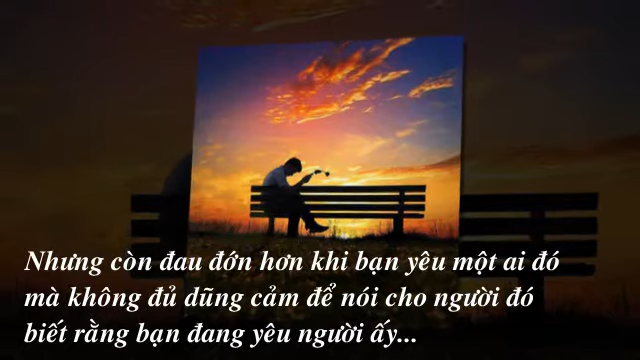 Nhưng còn đau đớn hơn khi bạn yêu một ai đó
mà không đủ dũng cảm để nói cho người đó
biết rằng bạn đang yêu người ấy...